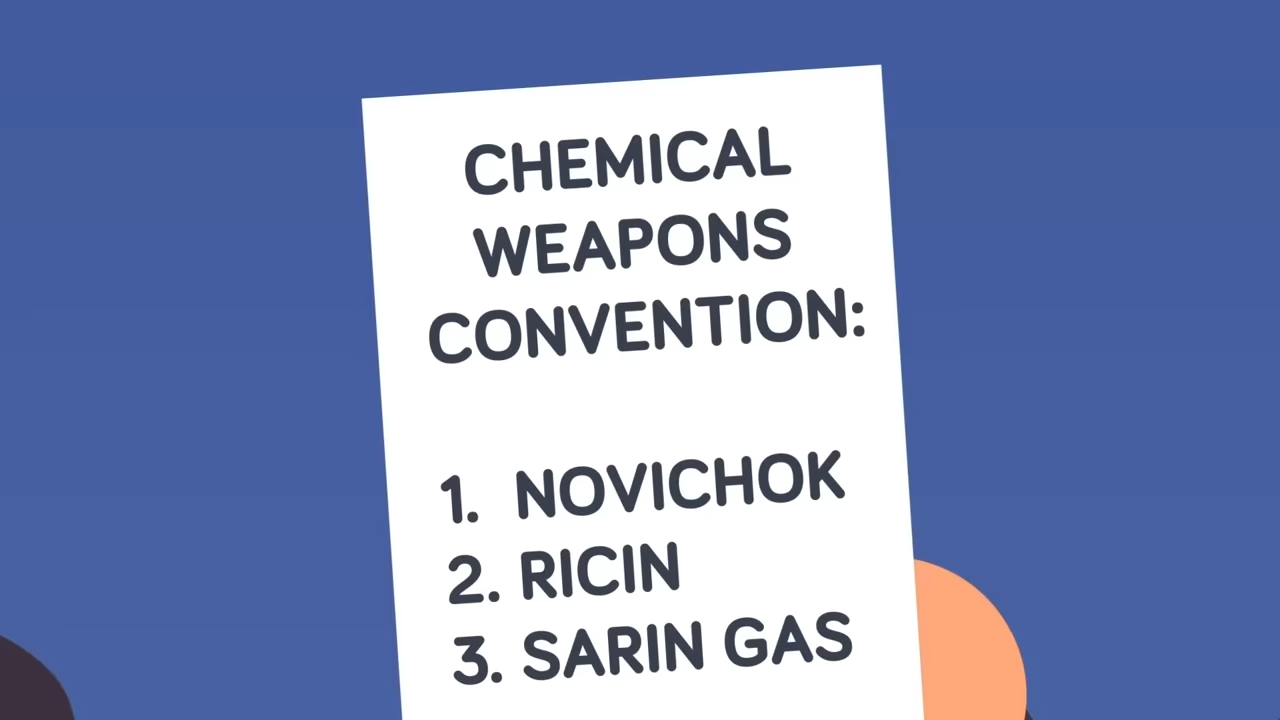 CHEMICAL
WEAPONS
CONVENTION:
1. NOVICHOK
2. RICIN
3. SARIN GAS